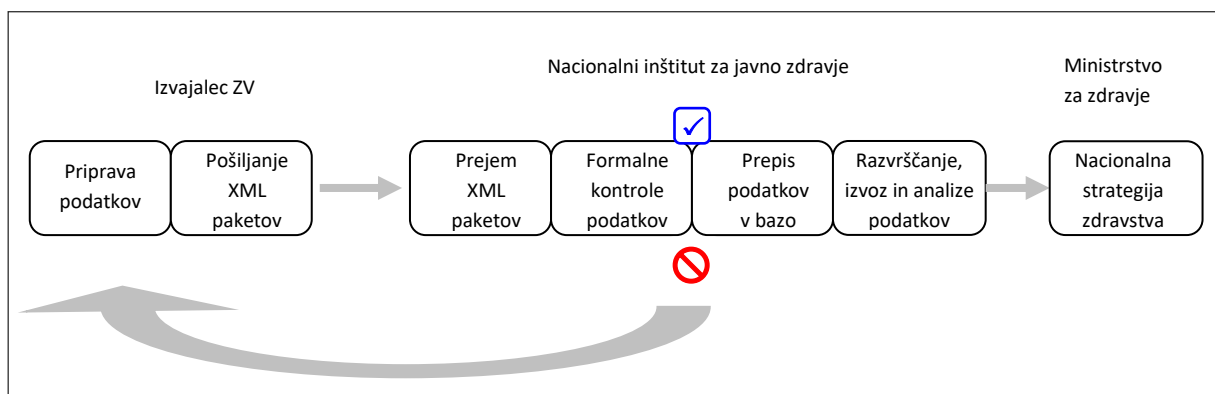 Izvajalec ZV
Nacionalni inštitut za javno zdravje
Ministrstvo
za zdravje
Priprava
podatkov
Pošiljanje
XML
paketov
Prejem
XML
paketov
Formalne
kontrole
podatkov
Prepis
podatkov
v bazo
Razvrščanje,
izvoz in analize
podatkov
Nacionalna
strategija
zdravstva